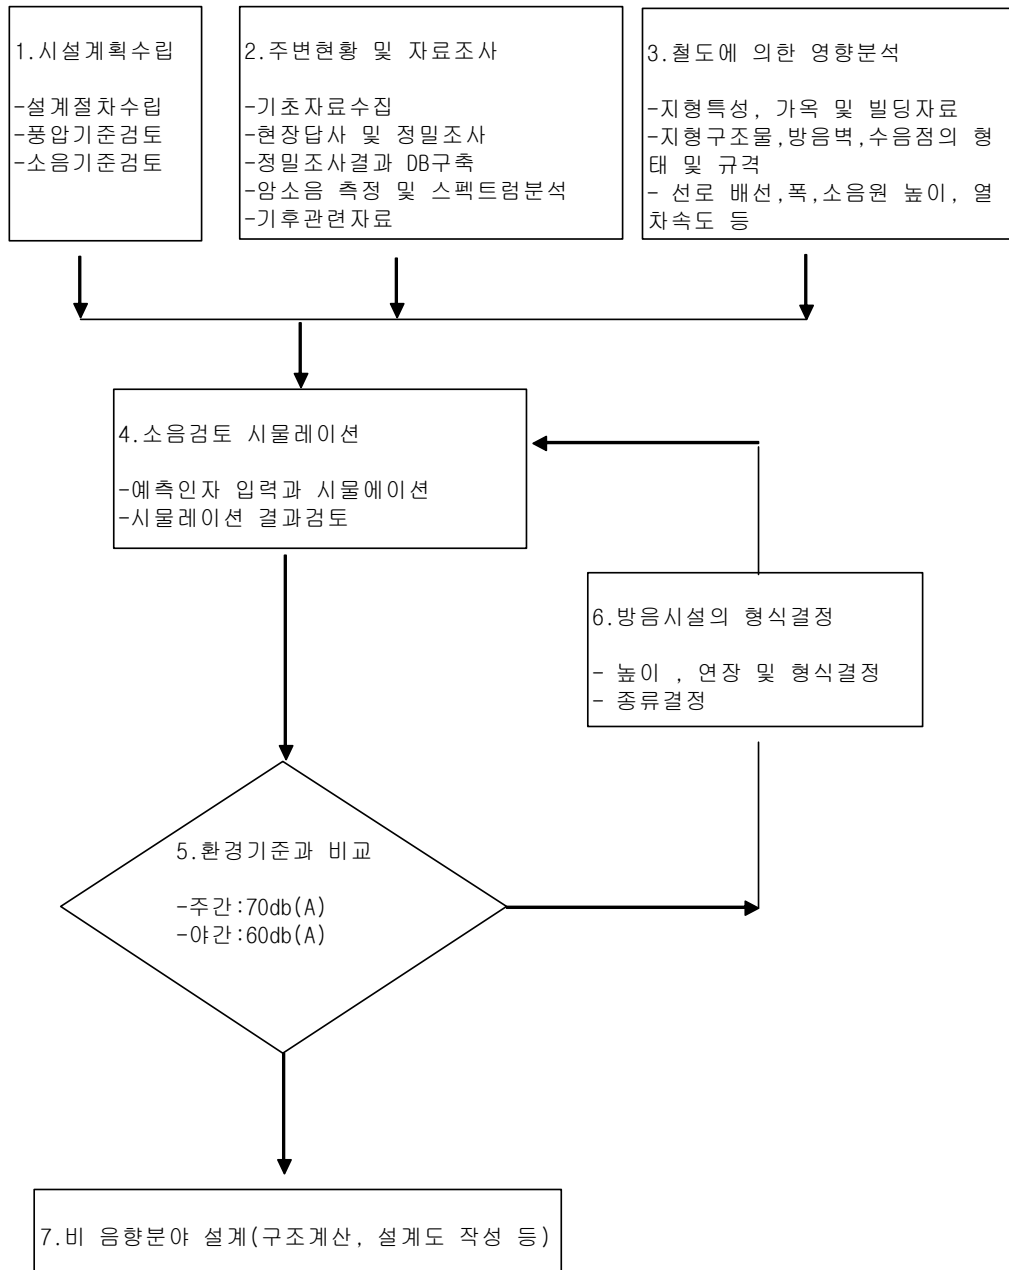 1.시설계획수립
-설계절차수립
-풍압기준검토
-소음기준검토
2.주변현황 및 자료조사
-기초자료수집
-현장답사 및 정밀조사
-정밀조사결과 DB구축
-암소음 측정 및 스펙트럼분석
-기후관련자료
3.철도에 의한 영향분석
-지형특성, 가옥 및 빌딩자료
-지형구조물,방음벽,수음점의 형
태 및 규격
- 선로 배선,폭,소음원 높이, 열
차속도 등
4.소음검토 시물레이션
-예측인자 입력과 시물에이션
-시물레이션 결과검토
6.방음시설의 형식결정
- 높이 , 연장 및 형식결정
- 종류결정
5.환경기준과 비교
-주간:70db(A)
-야간:60db(A)
7.비 음향분야 설계(구조계산, 설계도 작성 등)